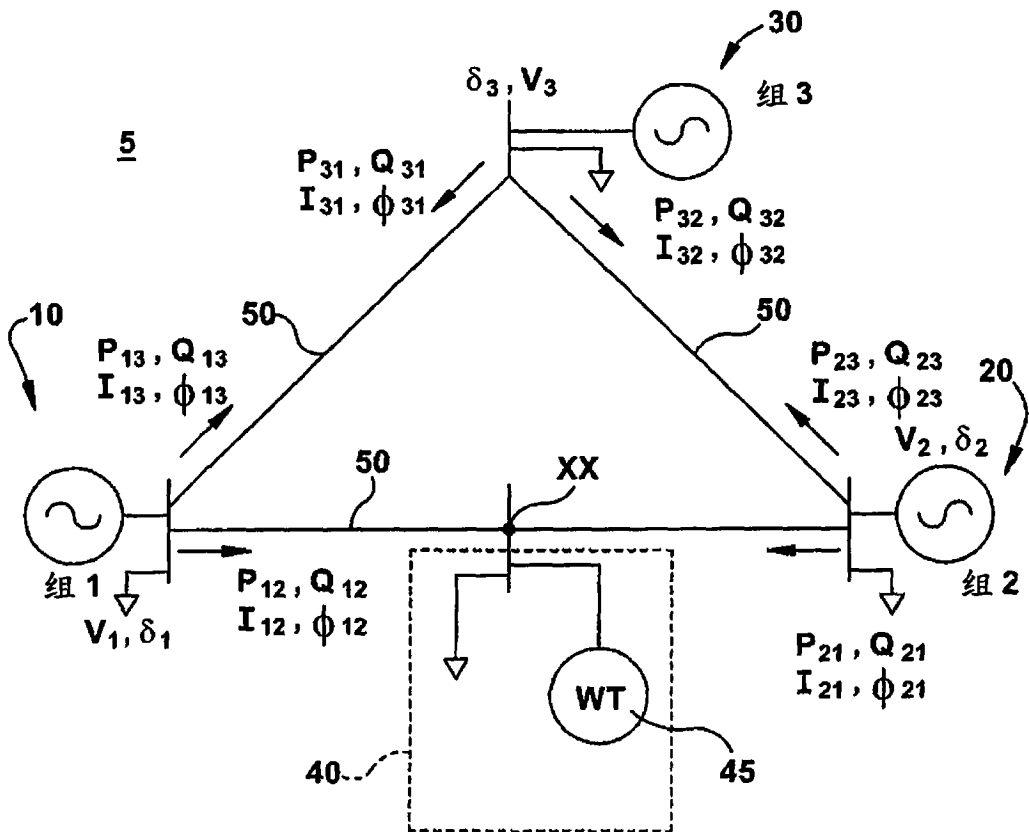 30
δ3, V3
组 3
5
P31, Q31
I31, ϕ31
P32, Q32
I32, ϕ32
10
50
50
P13, Q13
I13, ϕ13
P23, Q23
I23, ϕ23
20
V2, δ2
50
XX
组 1
P12, Q12
I12, ϕ12
组 2
V1, δ1
P21, Q21
I21, ϕ21
WT
40
45